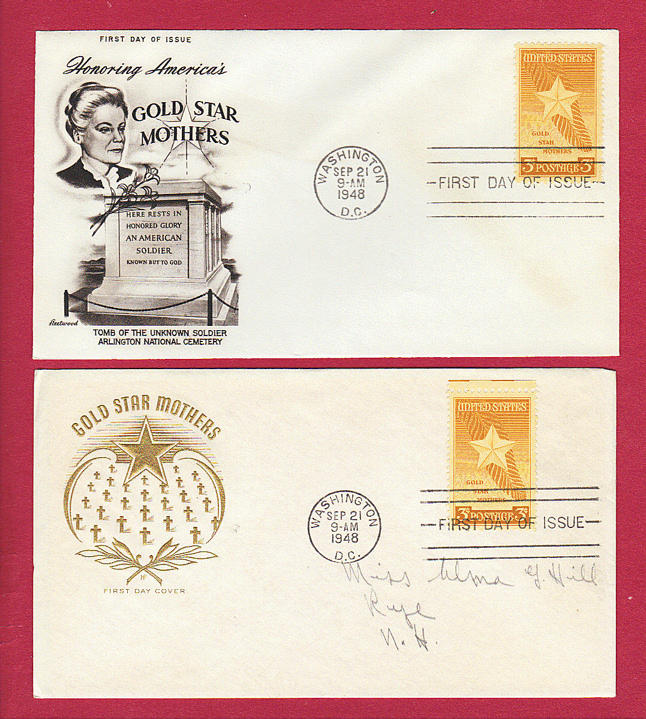 FIRST DAY OF ISSUE
Honoring America's
GOLD STAR
MOTHERS
HERE RESTS IN
HONORED GLORY
AN AMERICAN
SOLDIER
KNOWN BUT TO GOD
Fleetwood
TOMB OF THE UNKNOWN SOLDIER
ARLINGTON NATIONAL CEMETERY
WASHINGTON
SEP 21
9-AM
1948
D.C.
UNITED STATES
GOLD
STAR
MOTHERS
3¢ POSTAGE 3¢
FIRST DAY OF ISSUE
GOLD STAR MOTHERS
HF
FIRST DAY COVER
WASHINGTON
SEP 21
9-AM
1948
D.C.
UNITED STATES
GOLD
STAR
MOTHERS
3¢ POSTAGE 3¢
FIRST DAY OF ISSUE
Miss Alma G. Hill
Rye
N.H.